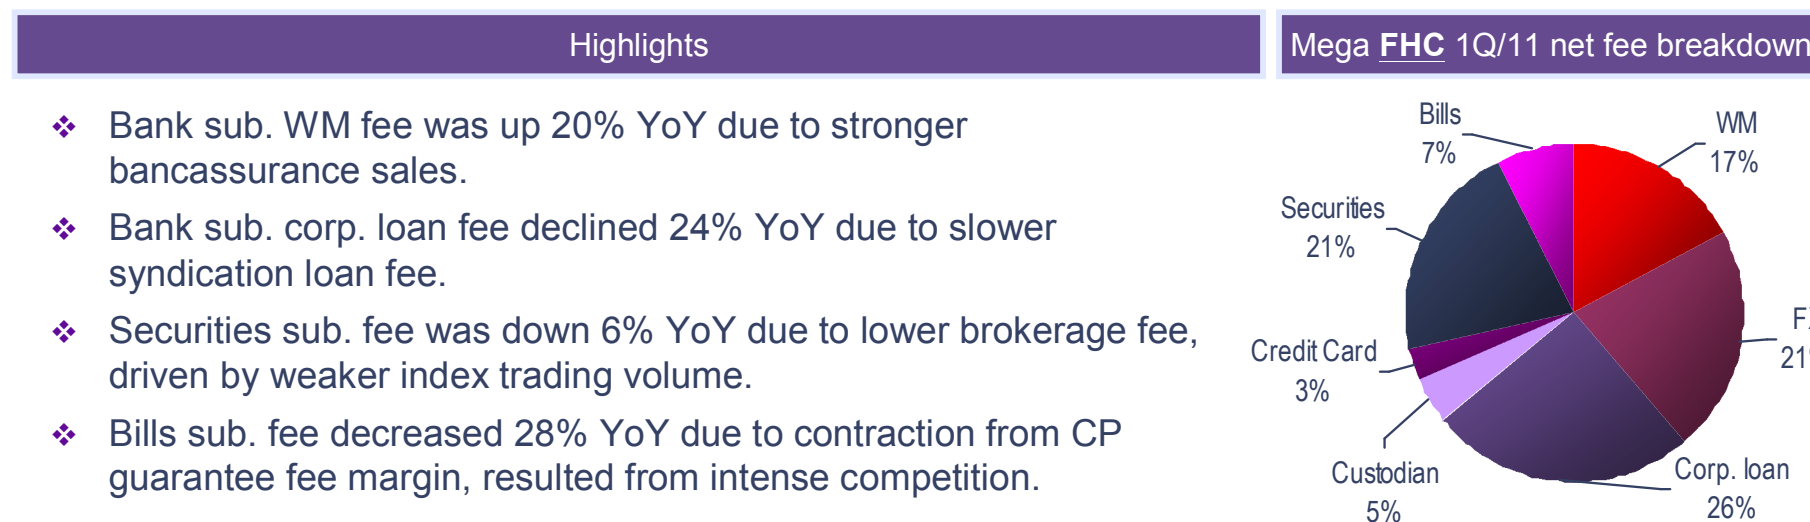 Highlights
Mega FHC 1Q/11 net fee breakdown
❖ Bank sub. WM fee was up 20% YoY due to stronger
bancassurance sales.
❖ Bank sub. corp. loan fee declined 24% YoY due to slower
syndication loan fee.
❖ Securities sub. fee was down 6% YoY due to lower brokerage fee,
driven by weaker index trading volume.
❖ Bills sub. fee decreased 28% YoY due to contraction from CP
guarantee fee margin, resulted from intense competition.
Bills
7%
WM
17%
Securities
21%
21
Credit Card
3%
Custodian
5%
Corp. loan
26%